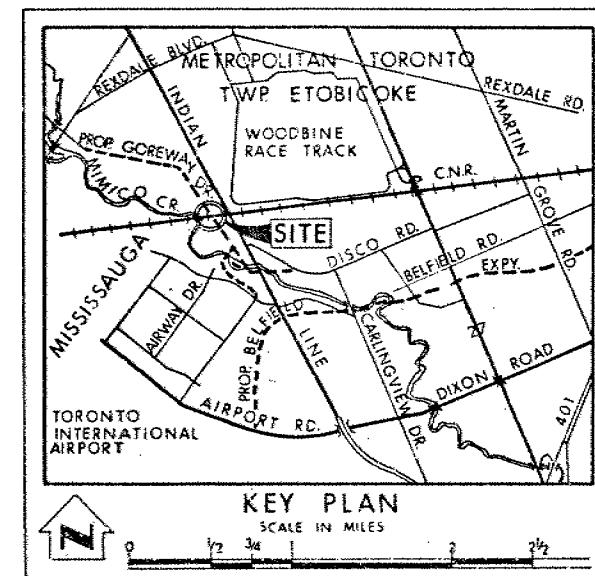 REXDALE BLVD.
METROPOLITAN TORONTO
TWP. ETOBICOKE
REXDALE RD.
INDIAN
WOODBINE
RACE TRACK
MARTIN
PROP. GOREWAY DR.
C.N.R.
MIMICO CR.
GROVE RD.
SITE
DISCO RD.
BELFIELD RD.
EXPY.
MISSISSAUGA
AIRWAY DR.
PROP. BELFIELD
LINE
CARLINGVIEW DR.
27
DIXON ROAD
AIRPORT RD.
401
TORONTO
INTERNATIONAL
AIRPORT
KEY PLAN
SCALE IN MILES
N
0 1/2 3/4 1 2 2 1/2